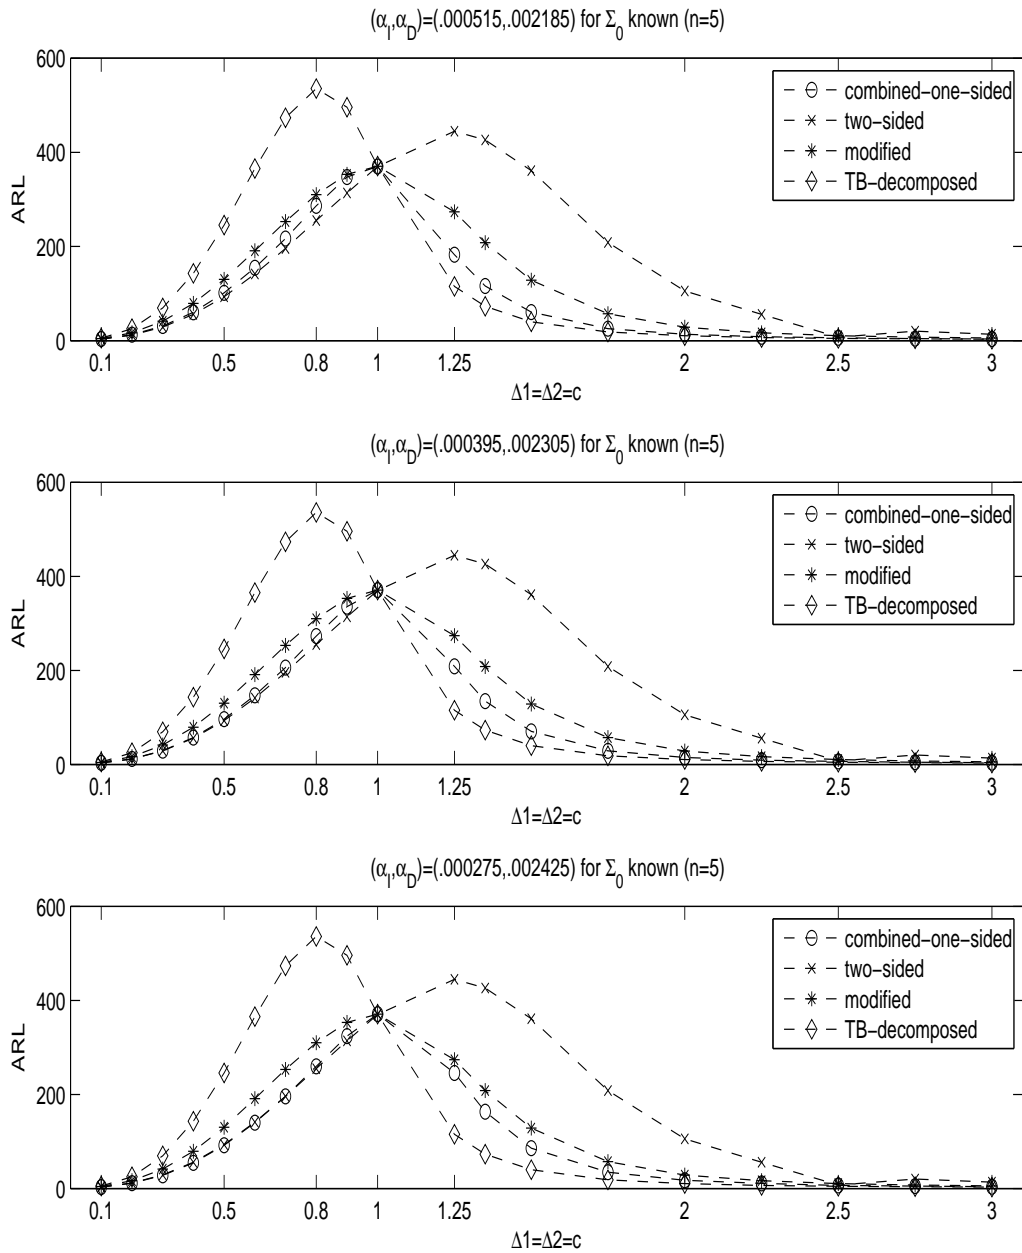 (α_I,α_D)=(.000515,.002185) for Σ_0 known (n=5)
600
400
200
0
ARL
combined-one-sided
two-sided
modified
TB-decomposed
0.1 0.5 0.8 1 1.25 2 2.5 3
Δ1=Δ2=c
(α_I,α_D)=(.000395,.002305) for Σ_0 known (n=5)
600
400
200
0
ARL
combined-one-sided
two-sided
modified
TB-decomposed
0.1 0.5 0.8 1 1.25 2 2.5 3
Δ1=Δ2=c
(α_I,α_D)=(.000275,.002425) for Σ_0 known (n=5)
600
400
200
0
ARL
combined-one-sided
two-sided
modified
TB-decomposed
0.1 0.5 0.8 1 1.25 2 2.5 3
Δ1=Δ2=c